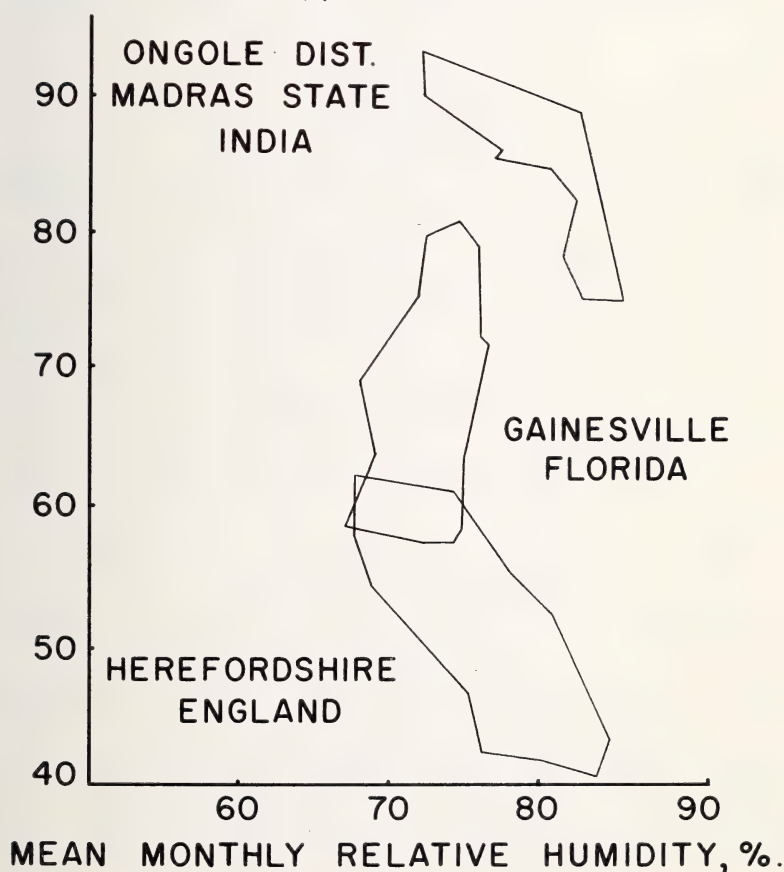 ONGOLE DIST.
90 MADRAS STATE
INDIA
80
70
GAINESVILLE
FLORIDA
60
50
HEREFORDSHIRE
ENGLAND
40
60 70 80 90
MEAN MONTHLY RELATIVE HUMIDITY, %.